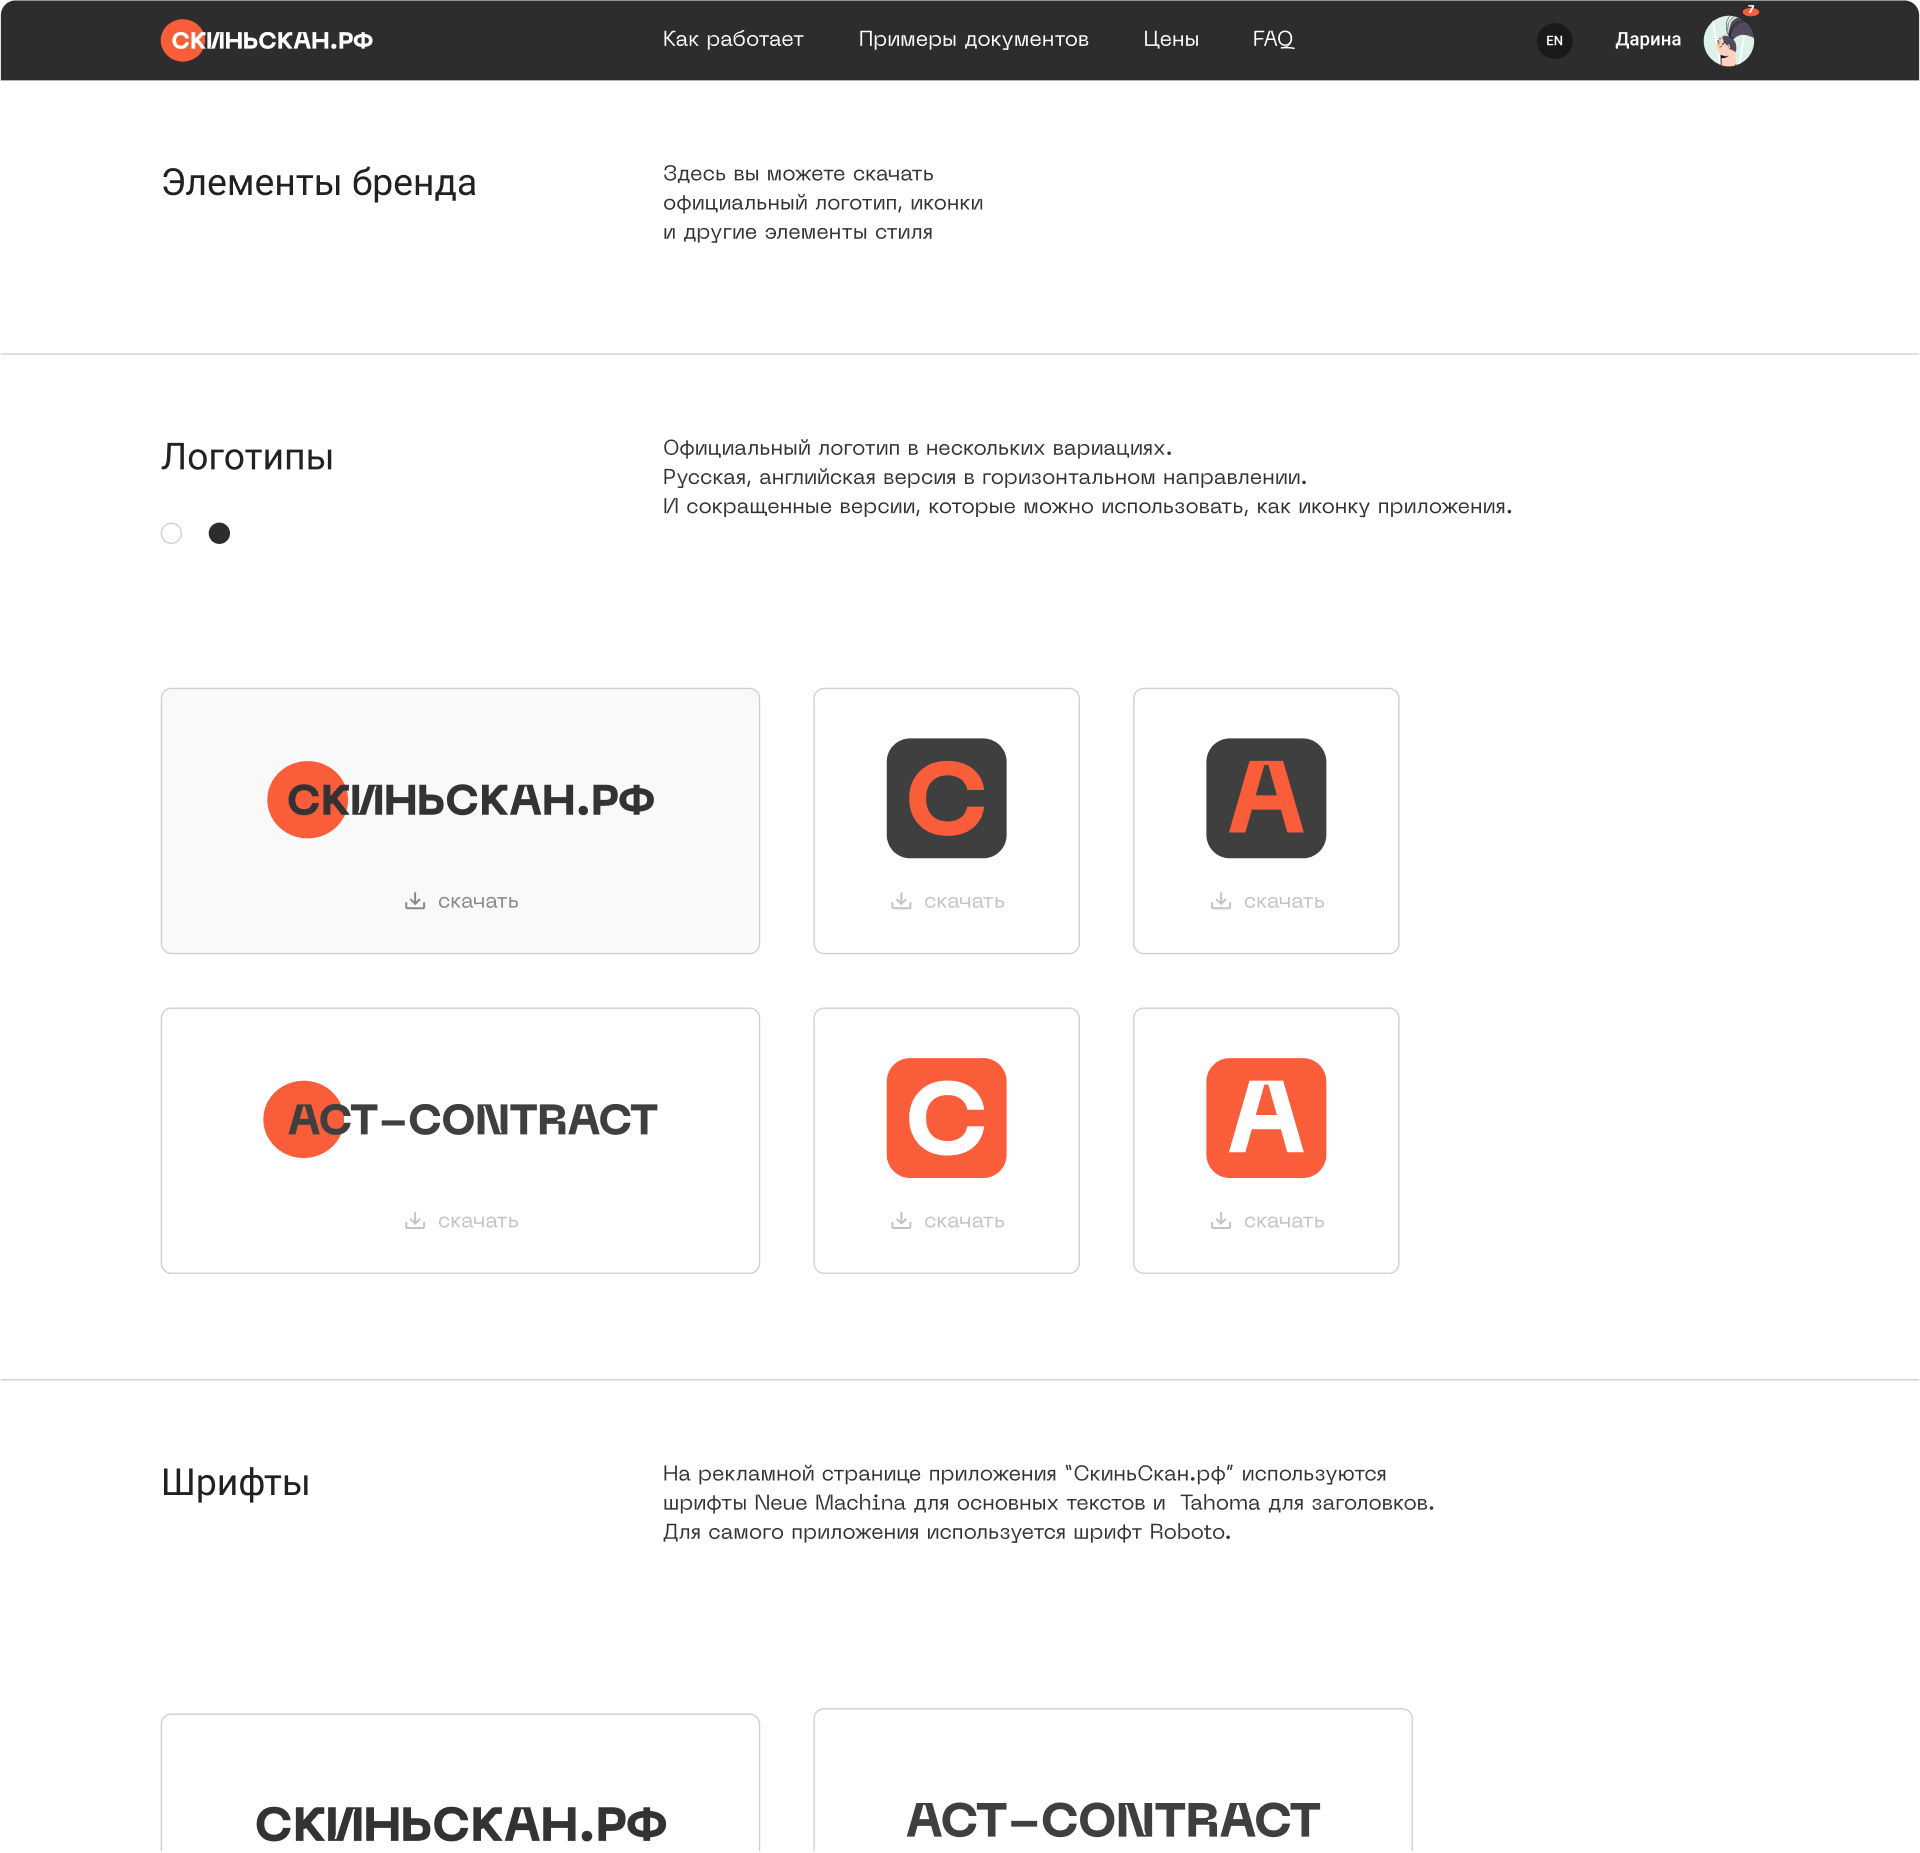 СКИНЬСКАН.РФ
Как работает
Примеры документов
Цены
FAQ
EN
Дарина
7
Элементы бренда
Здесь вы можете скачать
официальный логотип, иконки
и другие элементы стиля
Логотипы
Официальный логотип в нескольких вариациях.
Русская, английская версия в горизонтальном направлении.
И сокращенные версии, которые можно использовать, как иконку приложения.
СКИНЬСКАН.РФ
С
A
скачать
скачать
скачать
ACT-CONTRACT
С
A
скачать
скачать
скачать
Шрифты
На рекламной странице приложения “СкиньСкан.рф” используются
шрифты Neue Machina для основных текстов и  Tahoma для заголовков.
Для самого приложения используется шрифт Roboto.
СКИНЬСКАН.РФ
ACT-CONTRACT